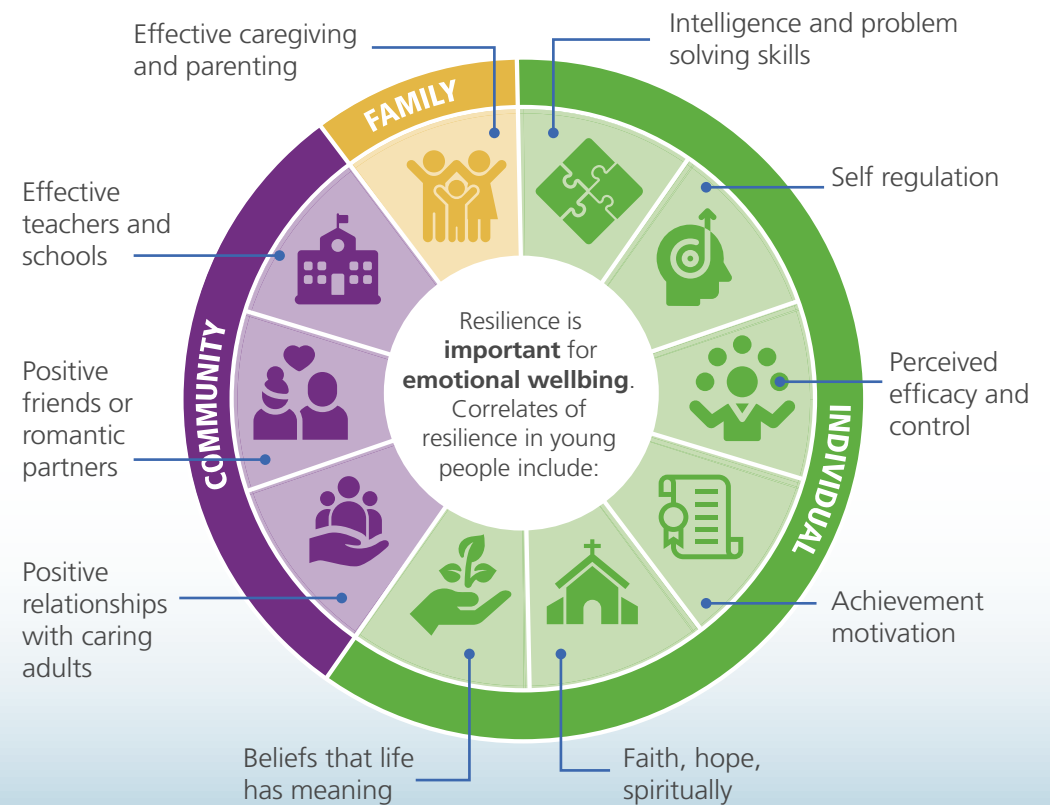 Effective caregiving
and parenting
Intelligence and problem
solving skills
FAMILY
Self regulation
Effective
teachers and
schools
Resilience is
important for
emotional wellbing.
Correlates of
resilience in young
people include:
Perceived
efficacy and
control
Positive
friends or
romantic
partners
COMMUNITY
INDIVIDUAL
Positive
relationships
with caring
adults
Achievement
motivation
Beliefs that life
has meaning
Faith, hope,
spiritually